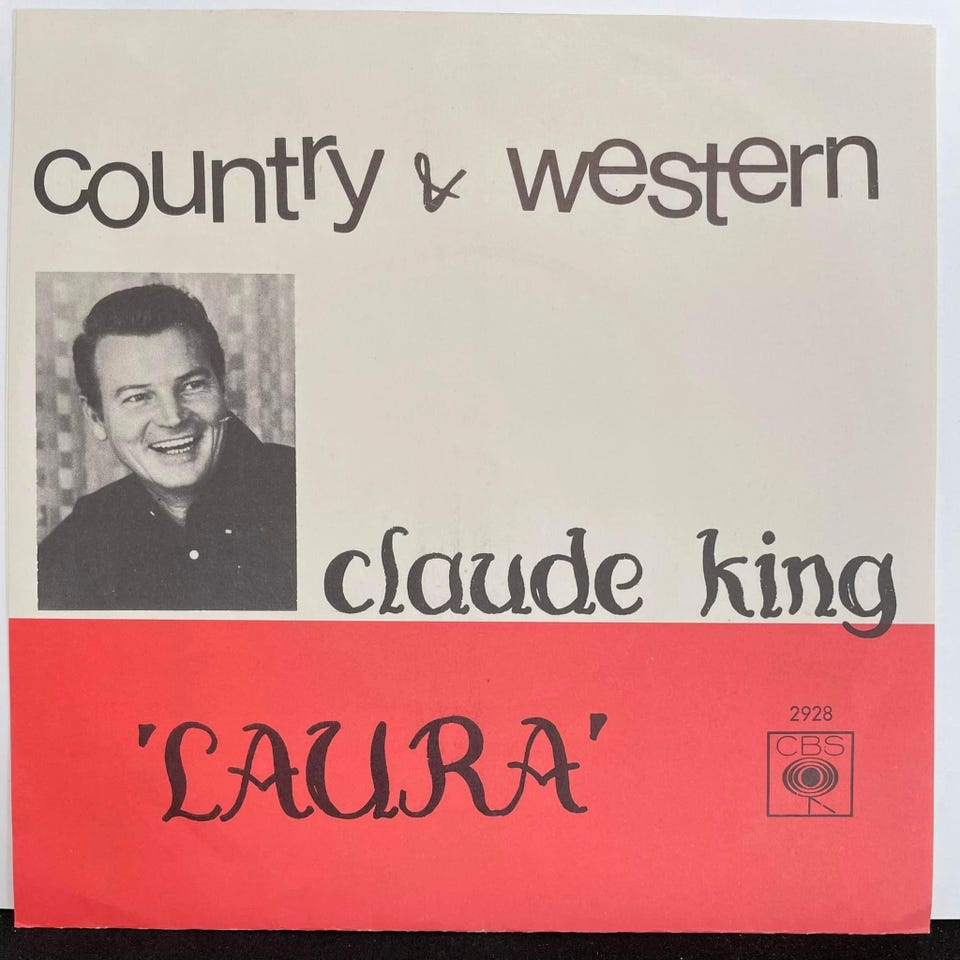 country & western
claude king
'LAURA'
2928
CBS